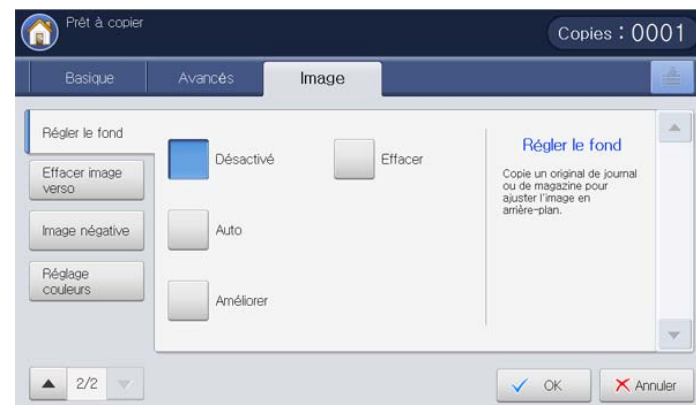 Prêt à copier
Copies : 0001
Basique
Avancés
Image
Régler le fond
Effacer image
verso
Image négative
Réglage
couleurs
2/2
Désactivé
Effacer
Auto
Améliorer
Régler le fond
Copie un original de journal
ou de magazine pour
ajuster l'image en
arrière-plan.
OK
Annuler